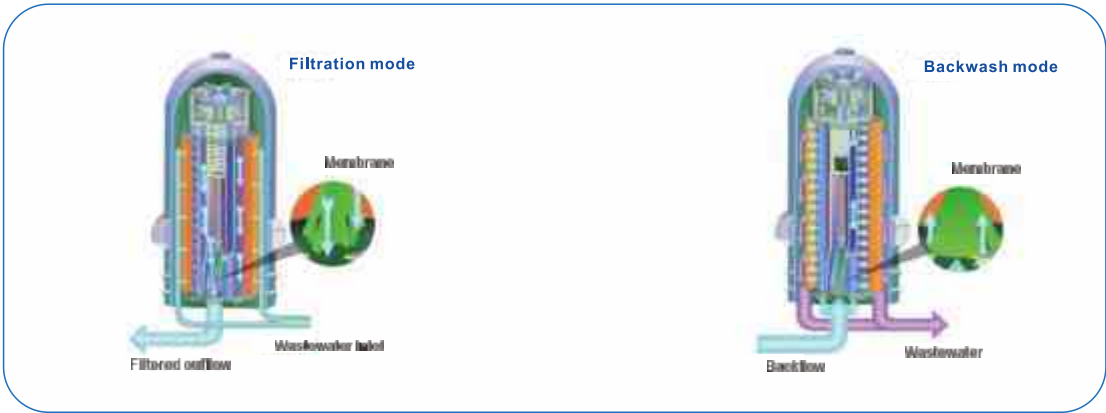 Filtration mode
Membrane
Wastewater Inlet
Filtered outflow
Backwash mode
Membrane
Wastewater
Backflow